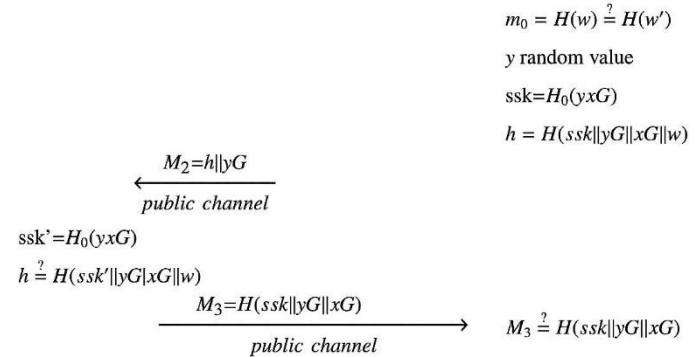 m₀ = H(w) ≟ H(w′)
y random value
ssk=H₀(yxG)
h = H(ssk||yG||xG||w)
M₂=h||yG
public channel
ssk’=H₀(yxG)
h ≟ H(ssk′||yG|xG||w)
M₃=H(ssk||yG||xG)
public channel
M₃ ≟ H(ssk||yG||xG)